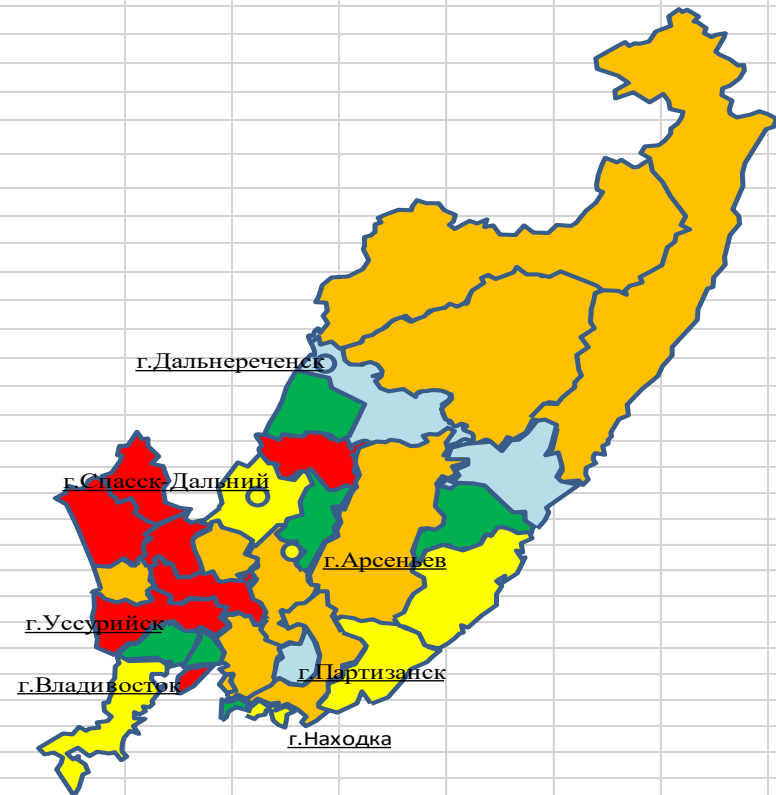 г.Дальнереченск
г.Спасск-Дальний
г.Арсеньев
г.Уссурийск
г.Партизанск
г.Владивосток
г.Находка